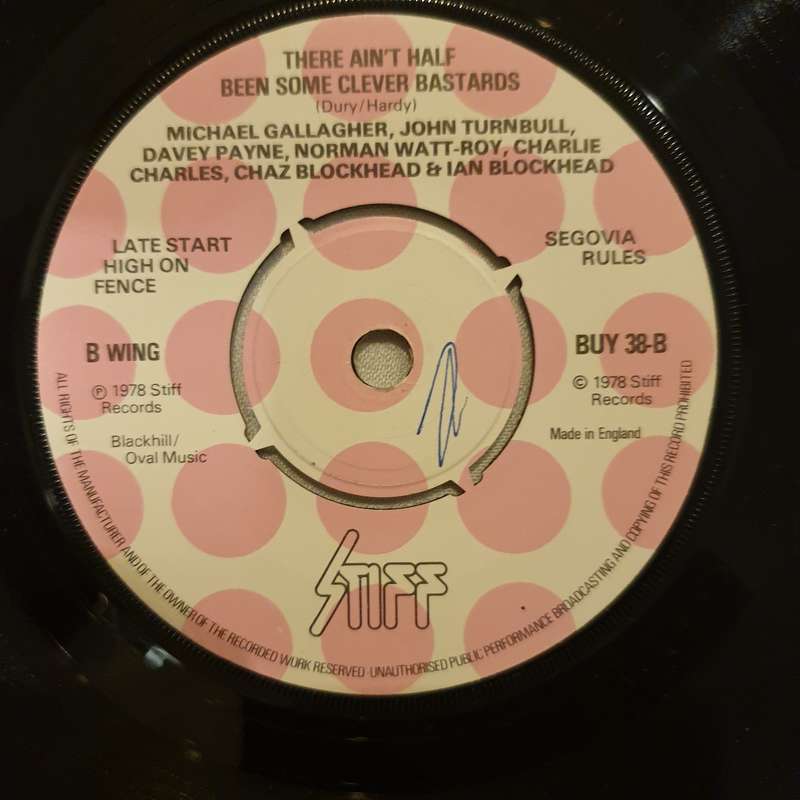 THERE AIN'T HALF
BEEN SOME CLEVER BASTARDS
(Dury/Hardy)
MICHAEL GALLAGHER, JOHN TURNBULL,
DAVEY PAYNE, NORMAN WATT-ROY, CHARLIE
CHARLES, CHAZ BLOCKHEAD & IAN BLOCKHEAD
LATE START
HIGH ON
FENCE
SEGOVIA
RULES
B WING
BUY 38-B
℗ 1978 Stiff
Records
© 1978 Stiff
Records
Blackhill/
Oval Music
Made in England
STIFF
ALL RIGHTS OF THE MANUFACTURER AND OF THE OWNER OF THE RECORDED WORK RESERVED · UNAUTHORISED PUBLIC PERFORMANCE BROADCASTING AND COPYING OF THIS RECORD PROHIBITED